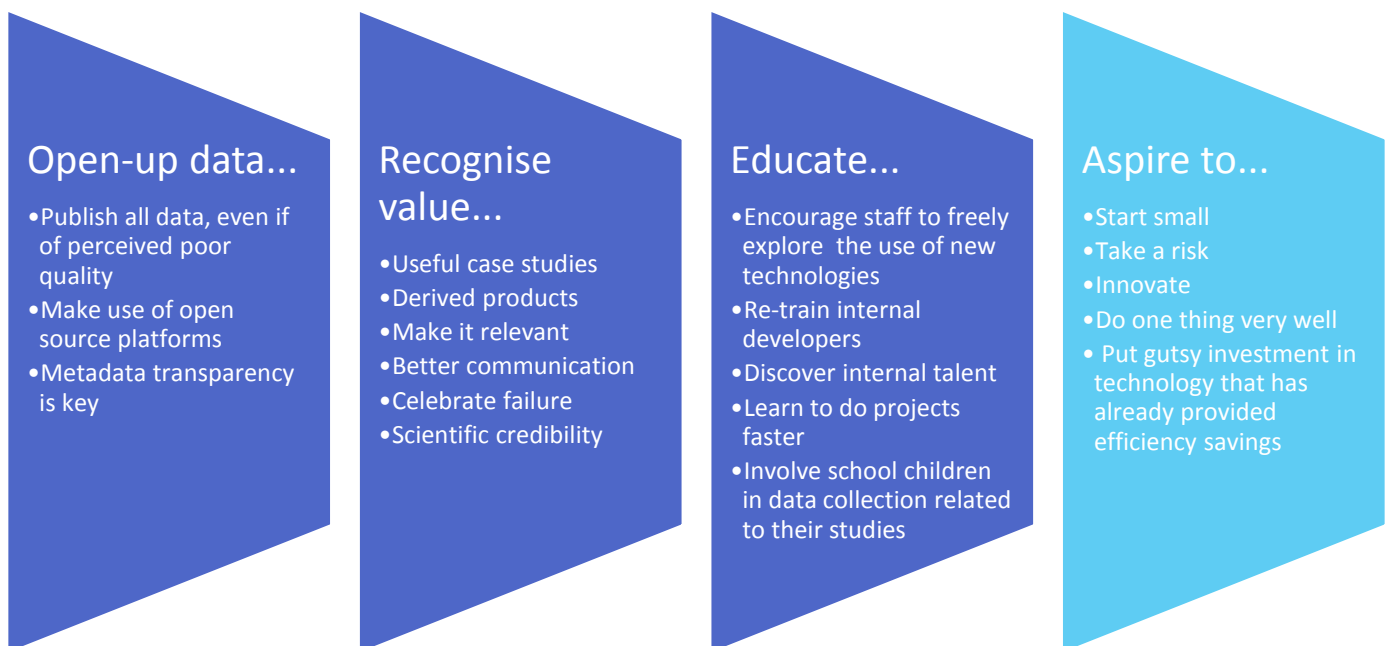 Open-up data...
•Publish all data, even if
of perceived poor
quality
•Make use of open
source platforms
•Metadata transparency
is key
Recognise
value...
•Useful case studies
•Derived products
•Make it relevant
•Better communication
•Celebrate failure
•Scientific credibility
Educate...
•Encourage staff to freely
explore  the use of new
technologies
•Re-train internal
developers
•Discover internal talent
•Learn to do projects
faster
•Involve school children
in data collection related
to their studies
Aspire to...
•Start small
•Take a risk
•Innovate
•Do one thing very well
• Put gutsy investment in
technology that has
already provided
efficiency savings